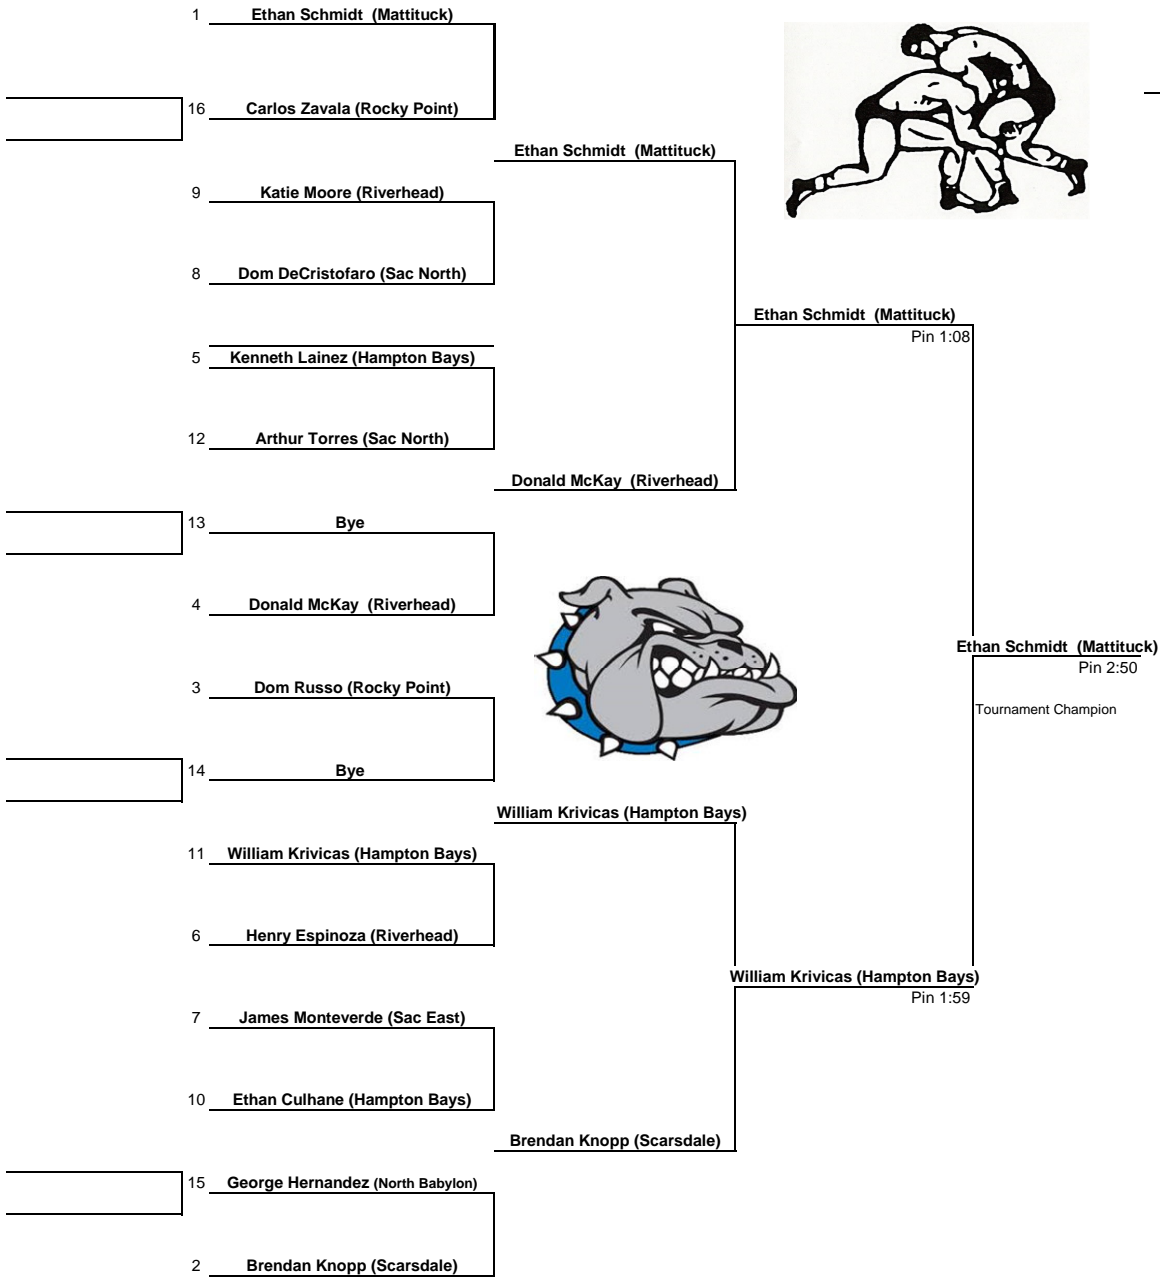 1 Ethan Schmidt (Mattituck)
16 Carlos Zavala (Rocky Point)
Ethan Schmidt (Mattituck)
9 Katie Moore (Riverhead)
8 Dom DeCristofaro (Sac North)
Ethan Schmidt (Mattituck)
Pin 1:08
5 Kenneth Lainez (Hampton Bays)
12 Arthur Torres (Sac North)
Donald McKay (Riverhead)
13 Bye
4 Donald McKay (Riverhead)
Ethan Schmidt (Mattituck)
Pin 2:50
Tournament Champion
3 Dom Russo (Rocky Point)
14 Bye
William Krivicas (Hampton Bays)
11 William Krivicas (Hampton Bays)
6 Henry Espinoza (Riverhead)
William Krivicas (Hampton Bays)
Pin 1:59
7 James Monteverde (Sac East)
10 Ethan Culhane (Hampton Bays)
Brendan Knopp (Scarsdale)
15 George Hernandez (North Babylon)
2 Brendan Knopp (Scarsdale)